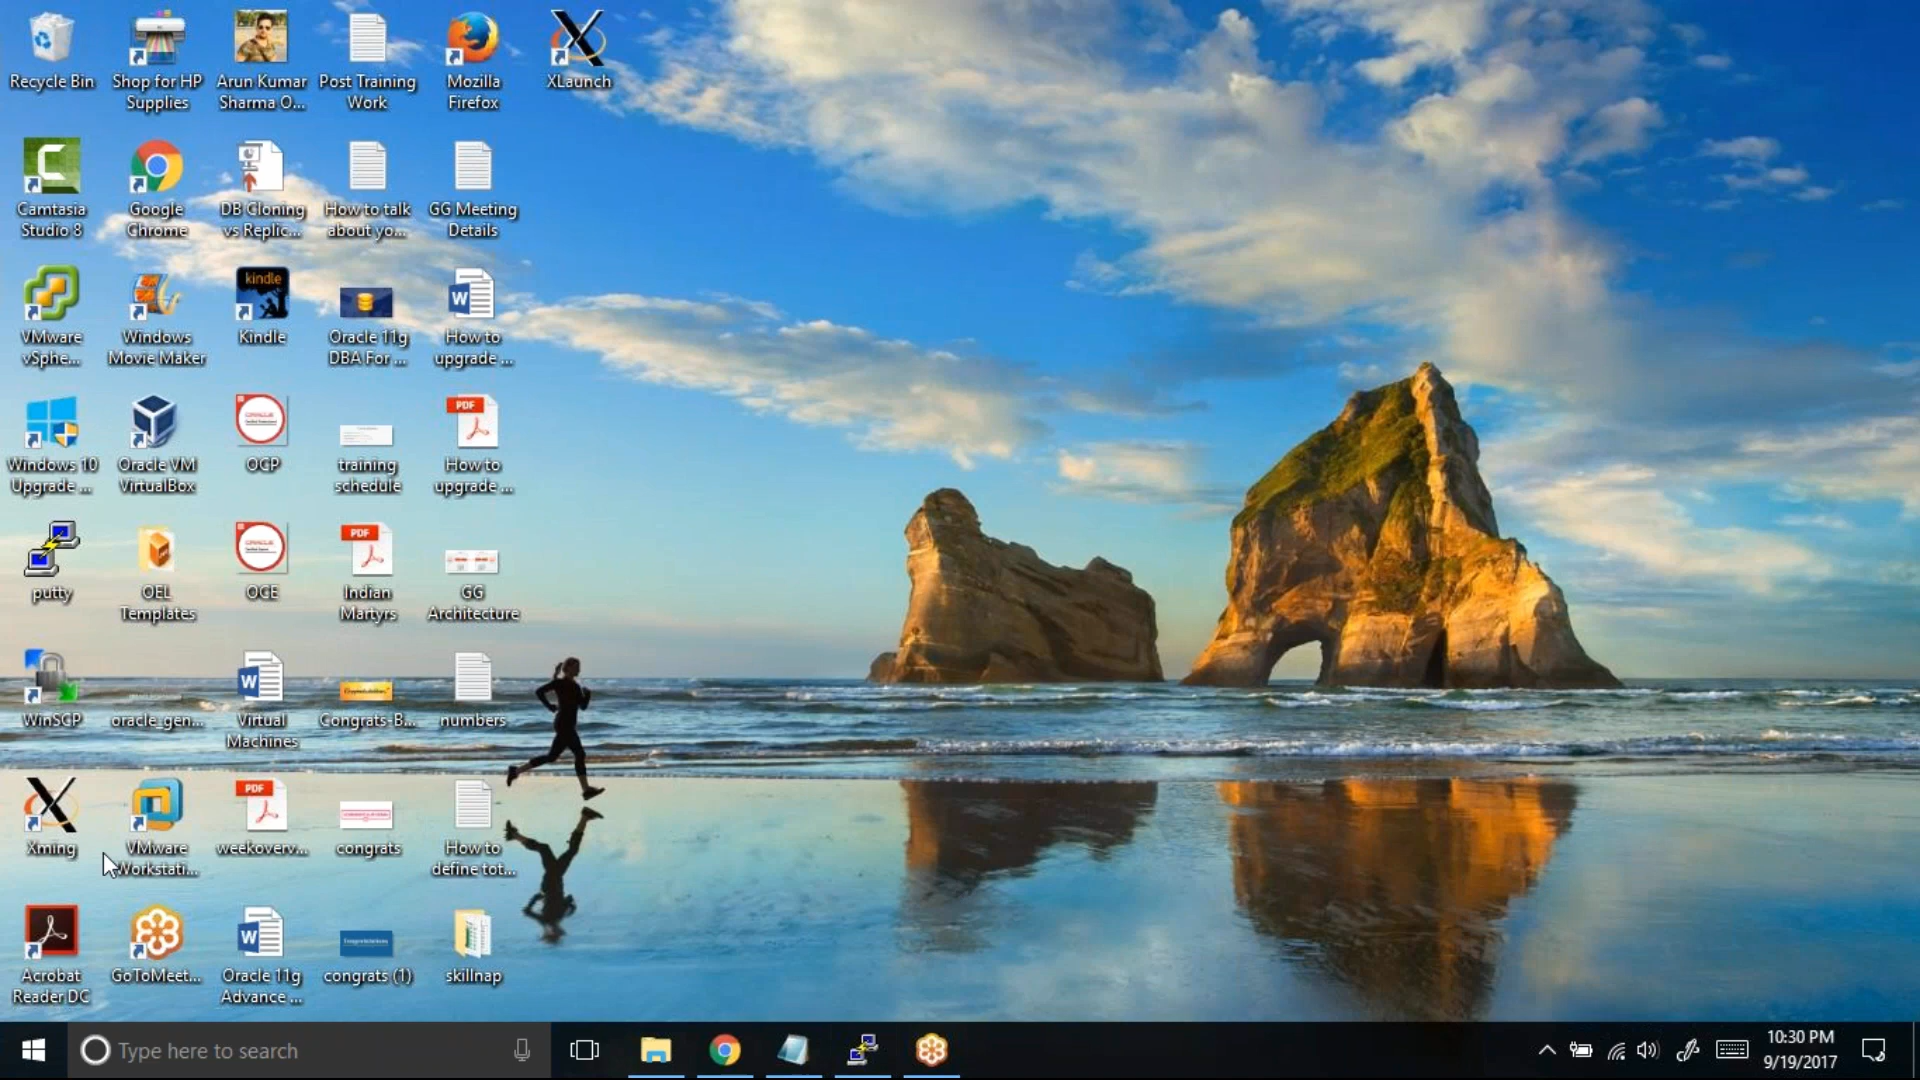 Recycle Bin
Shop for HP
Supplies
Arun Kumar
Sharma O...
Post Training
Work
Mozilla
Firefox
XLaunch
Camtasia
Studio 8
Google
Chrome
DB Cloning
vs Replic...
How to talk
about yo...
GG Meeting
Details
VMware
vSphe...
Windows
Movie Maker
kindle
Kindle
Oracle 11g
DBA For ...
How to
upgrade ...
Windows 10
Upgrade ...
Oracle VM
VirtualBox
OCP
training
schedule
PDF
How to
upgrade ...
putty
OEL
Templates
OCE
PDF
Indian
Martyrs
GG
Architecture
WinSCP
oracle_gen...
Virtual
Machines
Congrats-B...
numbers
Xming
VMware
Workstati...
PDF
weekoverv...
congrats
How to
define tot...
Acrobat
Reader DC
GoToMeet...
Oracle 11g
Advance ...
congrats (1)
skillnap
Type here to search
10:30 PM
9/19/2017